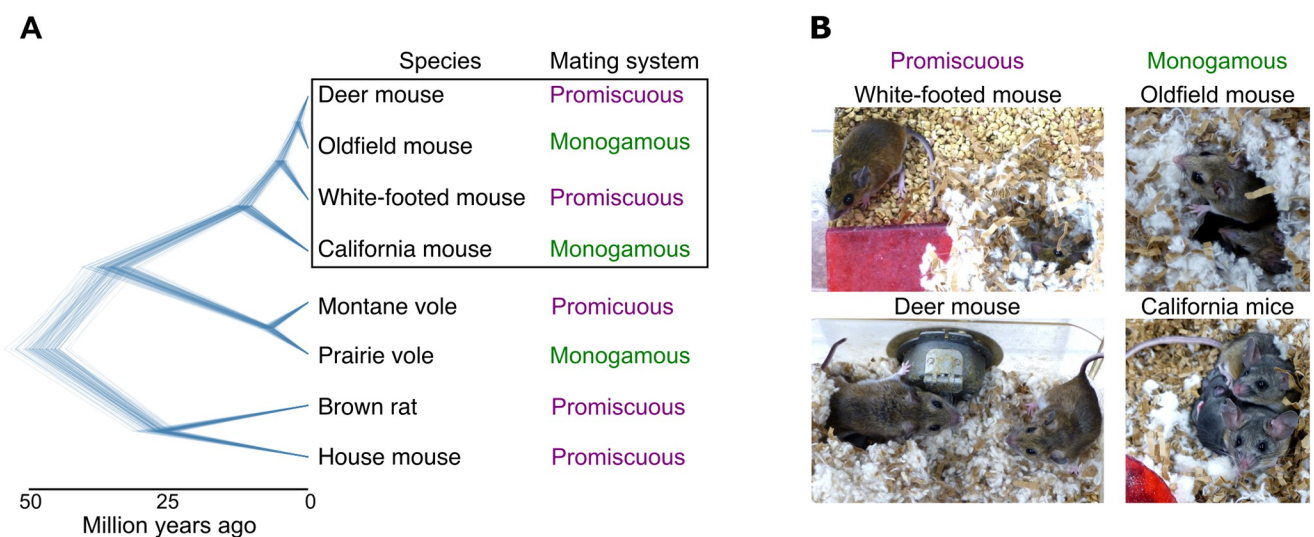 A
Species Mating system
Deer mouse Promiscuous
Oldfield mouse Monogamous
White-footed mouse Promiscuous
California mouse Monogamous
Montane vole Promicuous
Prairie vole Monogamous
Brown rat Promiscuous
House mouse Promiscuous
50 25 0
Million years ago
B
Promiscuous Monogamous
White-footed mouse Oldfield mouse
Deer mouse California mice